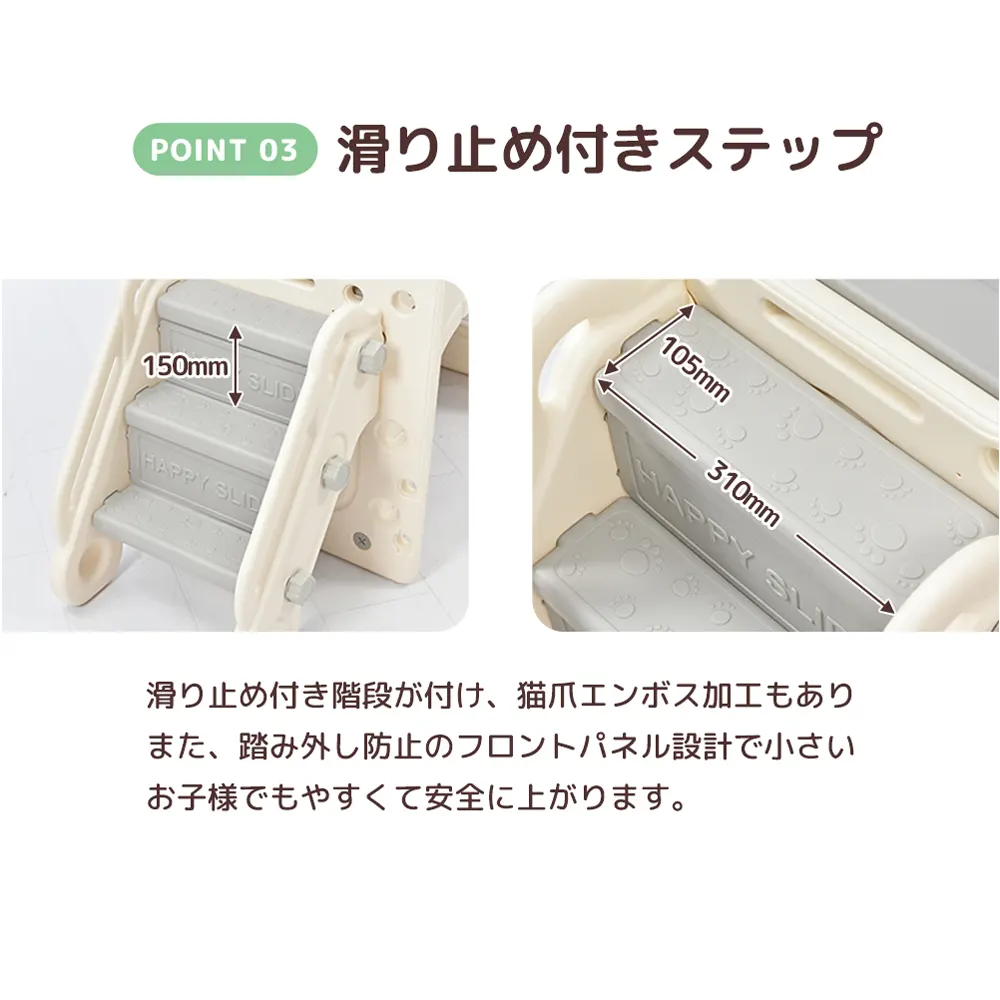 POINT 03 滑り止め付きステップ
150mm
SLID
HAPPY SLID
105mm
310mm
HAPPY SLID
滑り止め付き階段が付け、猫爪エンボス加工もあり
また、踏み外し防止のフロントパネル設計で小さい
お子様でもやすくて安全に上がります。